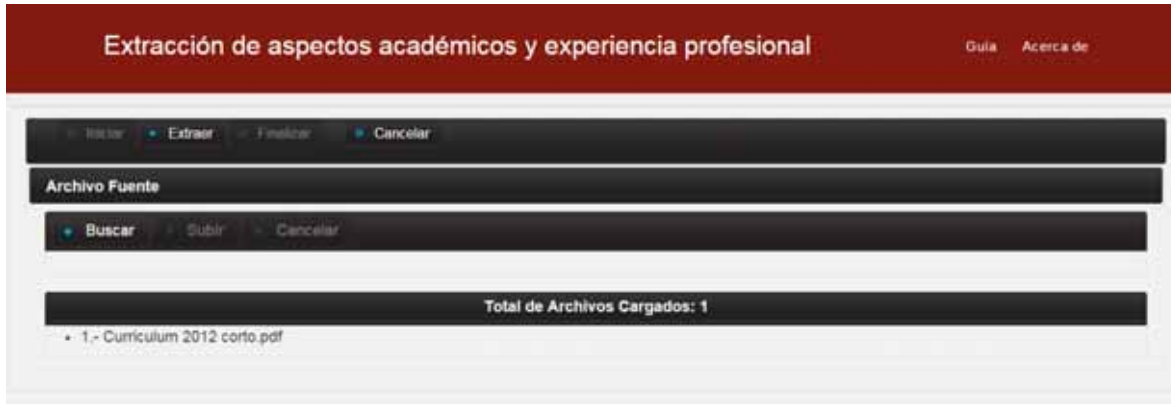 Extracción de aspectos académicos y experiencia profesional Guía Acerca de
Iniciar Extraer Finalizar Cancelar
Archivo Fuente
Buscar Subir Cancelar
Total de Archivos Cargados: 1
1.- Curriculum 2012 corto.pdf